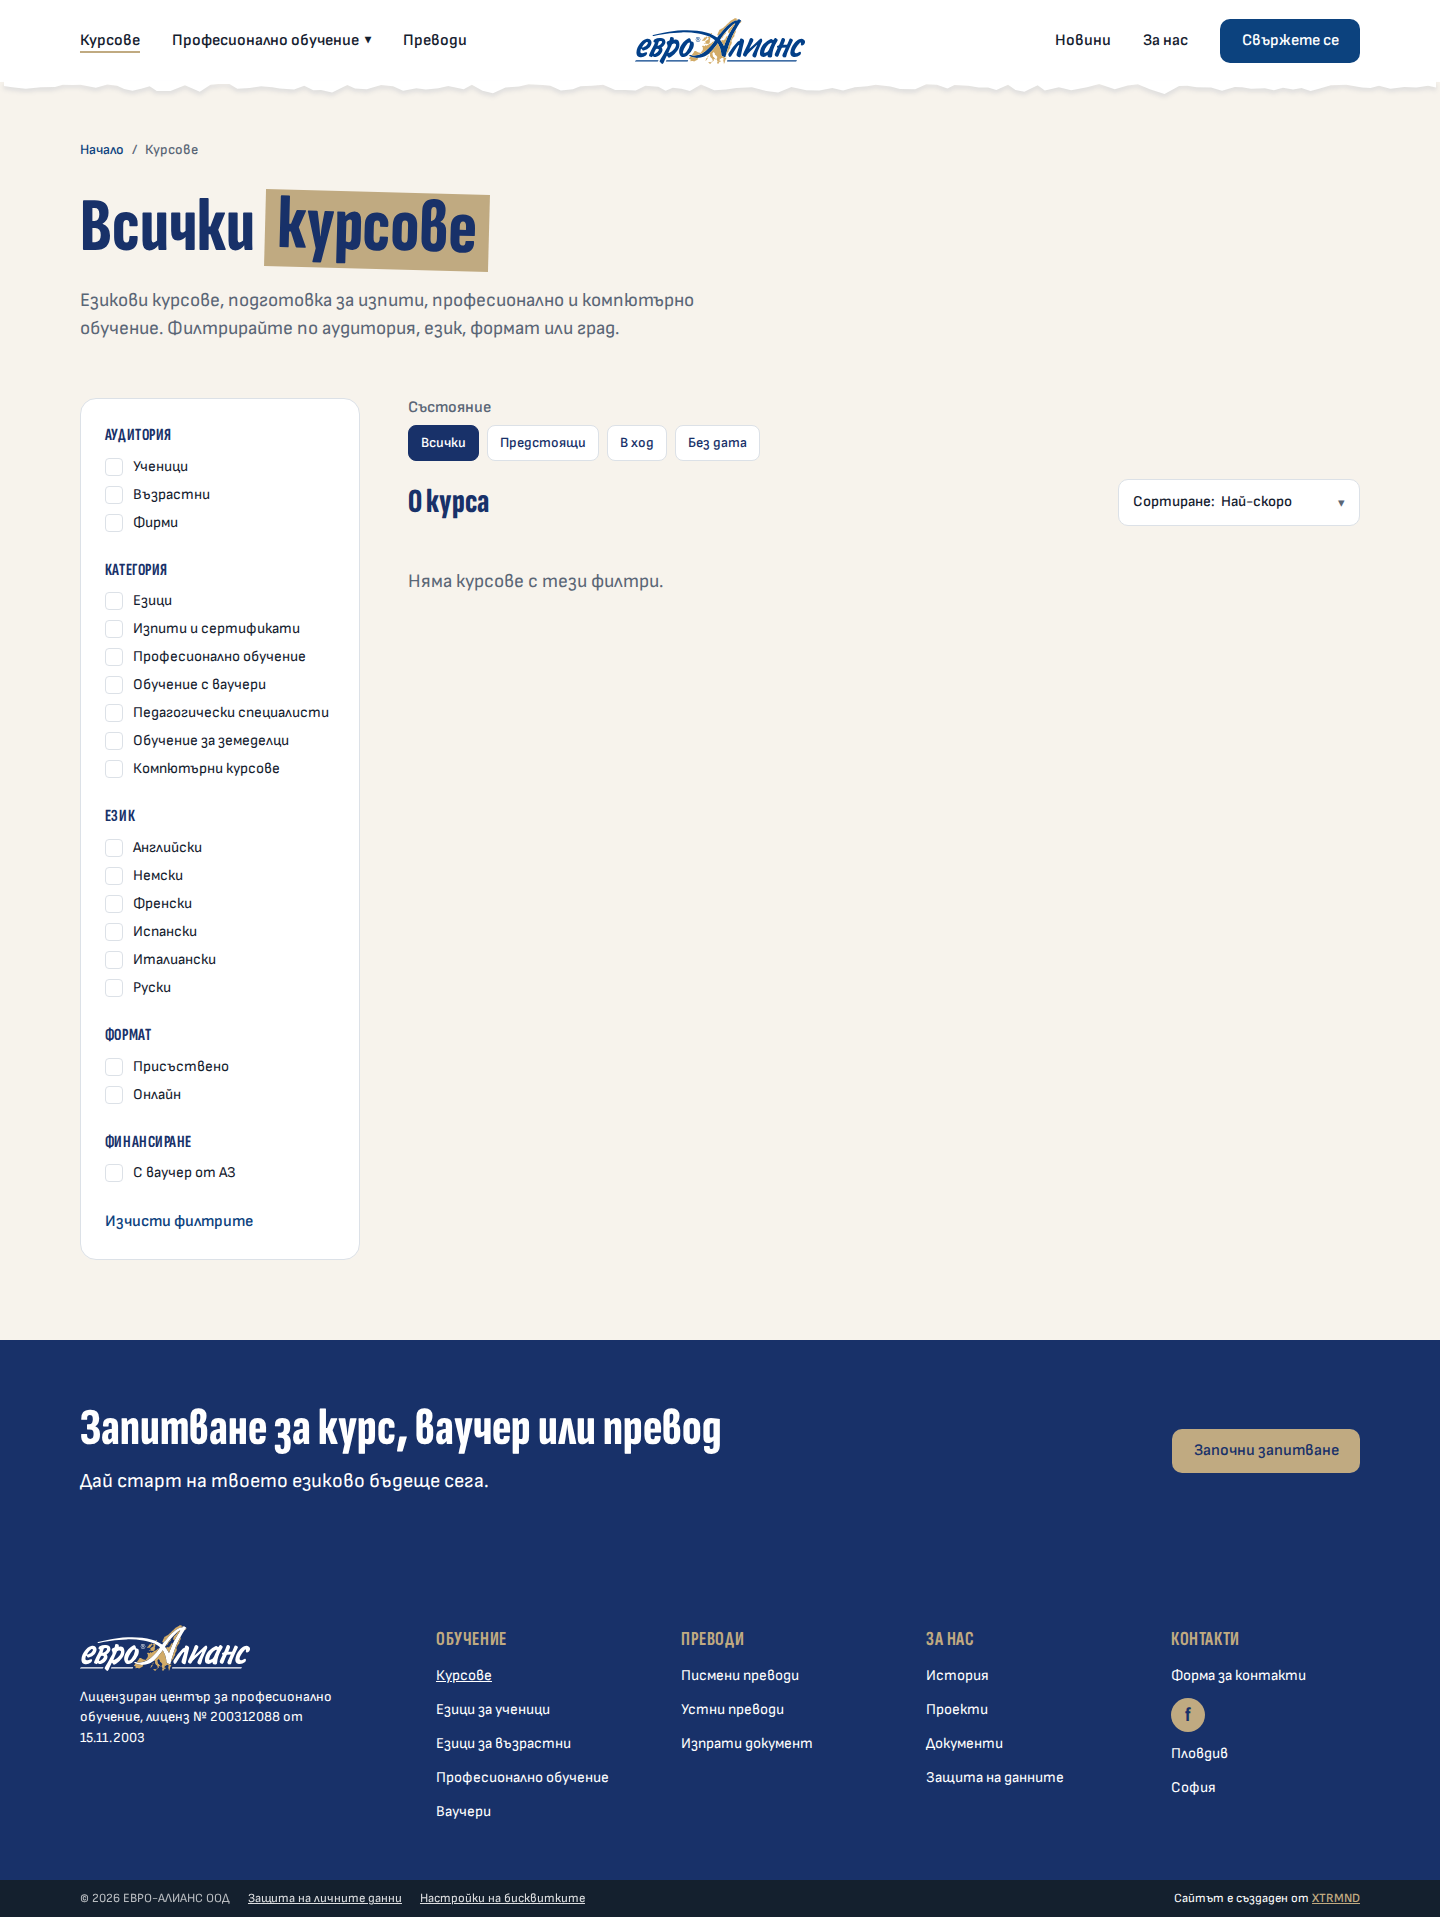 Курсове
Професионално обучение ▾
Преводи
евроАлианс
Новини
За нас
Свържете се
Начало / Курсове
Всички курсове
Езикови курсове, подготовка за изпити, професионално и компютърно
обучение. Филтрирайте по аудитория, език, формат или град.
АУДИТОРИЯ
Ученици
Възрастни
Фирми
КАТЕГОРИЯ
Езици
Изпити и сертификати
Професионално обучение
Обучение с ваучери
Педагогически специалисти
Обучение за земеделци
Компютърни курсове
ЕЗИК
Английски
Немски
Френски
Испански
Италиански
Руски
ФОРМАТ
Присъствено
Онлайн
ФИНАНСИРАНЕ
С ваучер от АЗ
Изчисти филтрите
Състояние
Всички
Предстоящи
В ход
Без дата
0 курса
Сортиране: Най-скоро ▾
Няма курсове с тези филтри.
Запитване за курс, ваучер или превод
Дай старт на твоето езиково бъдеще сега.
Започни запитване
евроАлианс
Лицензиран център за професионално
обучение, лиценз № 200312088 от
15.11.2003
ОБУЧЕНИЕ
Курсове
Езици за ученици
Езици за възрастни
Професионално обучение
Ваучери
ПРЕВОДИ
Писмени преводи
Устни преводи
Изпрати документ
ЗА НАС
История
Проекти
Документи
Защита на данните
КОНТАКТИ
Форма за контакти
f
Пловдив
София
© 2026 ЕВРО-АЛИАНС ООД
Защита на личните данни
Настройки на бисквитките
Сайтът е създаден от XTRMND